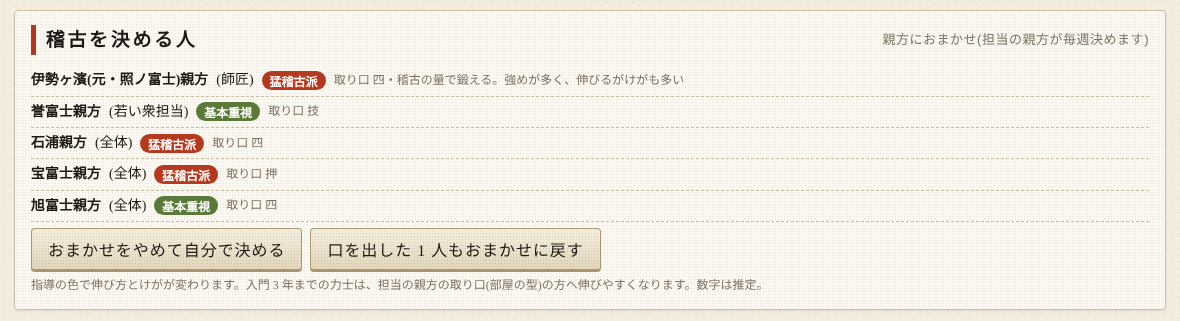 稽古を決める人
親方におまかせ(担当の親方が毎週決めます)
伊勢ヶ濱(元・照ノ富士)親方 (師匠) 猛稽古派 取り口 四・稽古の量で鍛える。強めが多く、伸びるがけがも多い
誉富士親方 (若い衆担当) 基本重視 取り口 技
石浦親方 (全体) 猛稽古派 取り口 四
宝富士親方 (全体) 猛稽古派 取り口 押
旭富士親方 (全体) 基本重視 取り口 四
おまかせをやめて自分で決める
口を出した 1 人もおまかせに戻す
指導の色で伸び方とけがが変わります。入門 3 年までの力士は、担当の親方の取り口(部屋の型)の方へ伸びやすくなります。数字は推定。